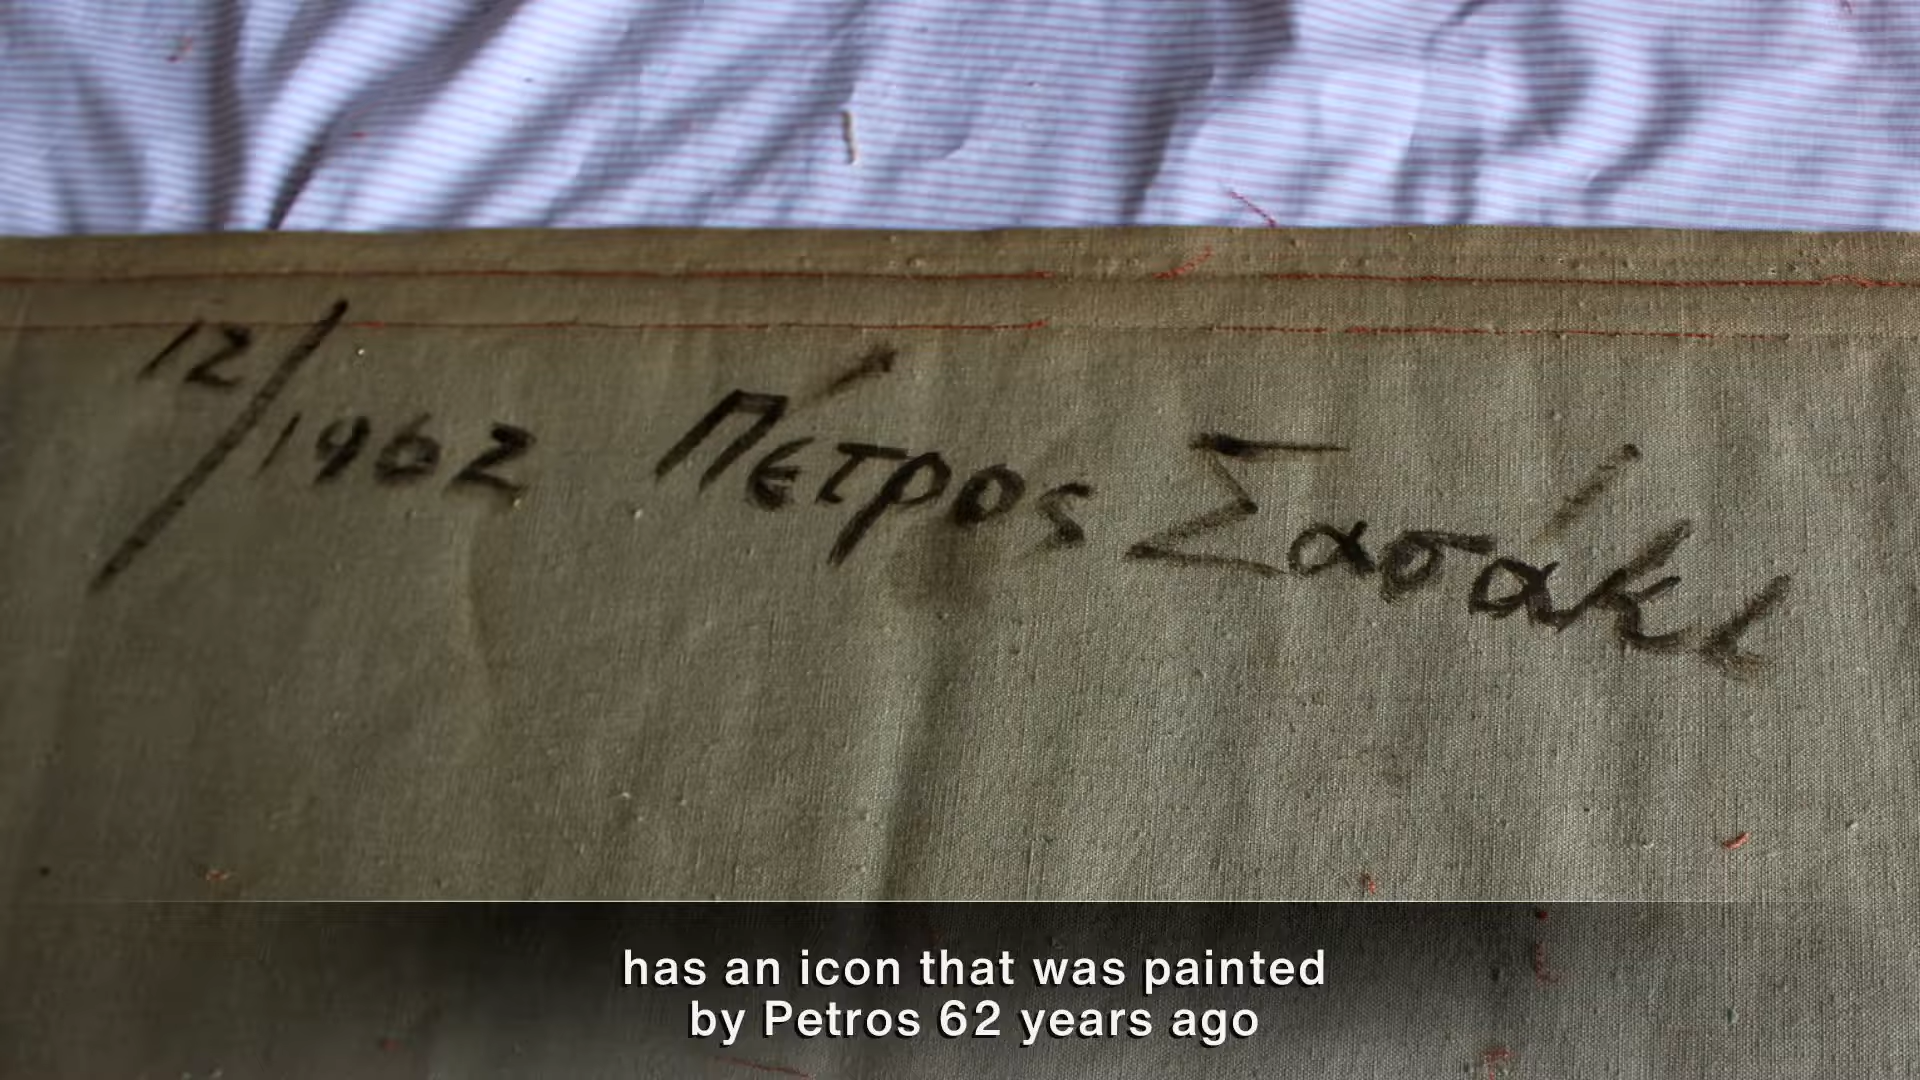 12/1962 Πέτρος Σασάκι
has an icon that was painted
by Petros 62 years ago